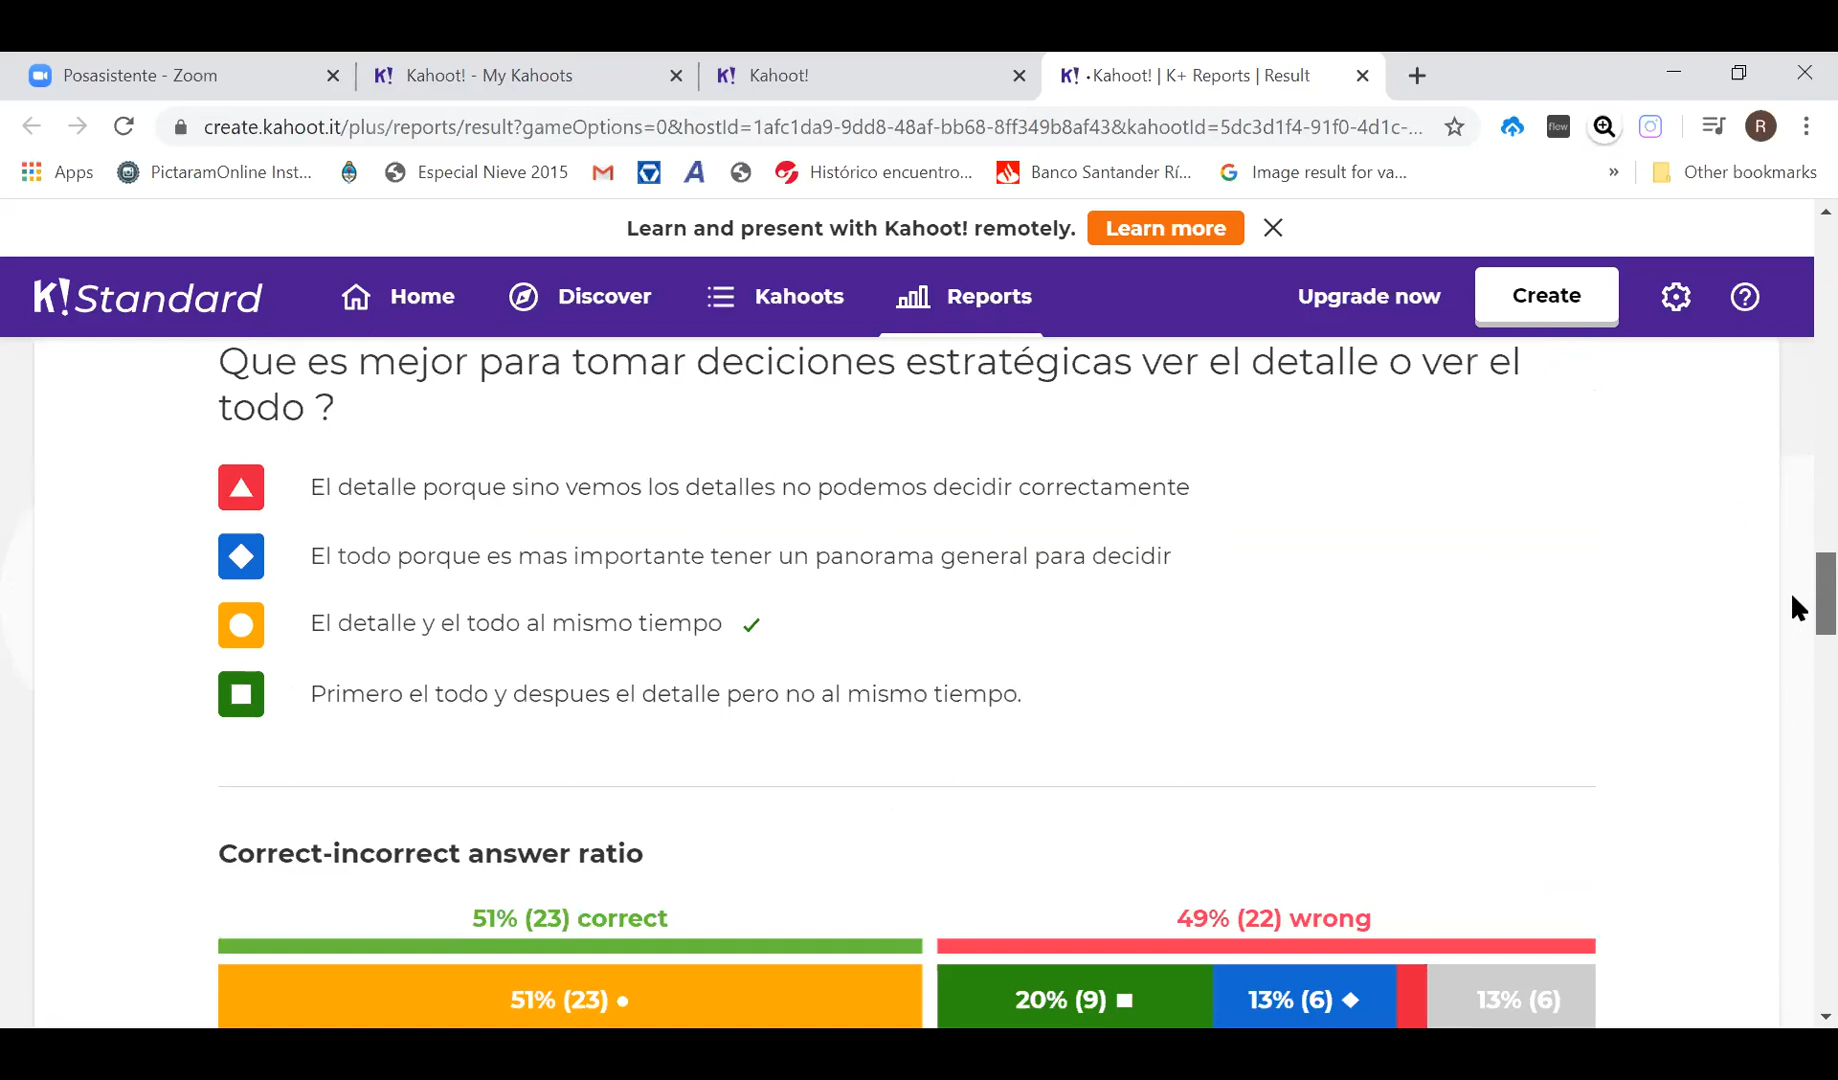 Posasistente - Zoom
Kahoot! - My Kahoots
Kahoot!
• Kahoot! | K+ Reports | Result
create.kahoot.it/plus/reports/result?gameOptions=0&hostId=1afc1da9-9dd8-48af-bb68-8ff349b8af43&kahootId=5dc3d1f4-91f0-4d1c-...
flow
R
Apps
PictaramOnline Inst...
Especial Nieve 2015
Histórico encuentro...
Banco Santander Rí...
Image result for va...
»
Other bookmarks
Learn and present with Kahoot! remotely.
Learn more
K! Standard
Home
Discover
Kahoots
Reports
Upgrade now
Create
Que es mejor para tomar deciciones estratégicas ver el detalle o ver el
todo ?
El detalle porque sino vemos los detalles no podemos decidir correctamente
El todo porque es mas importante tener un panorama general para decidir
El detalle y el todo al mismo tiempo
Primero el todo y despues el detalle pero no al mismo tiempo.
Correct-incorrect answer ratio
51% (23) correct
49% (22) wrong
51% (23)
20% (9)
13% (6)
13% (6)